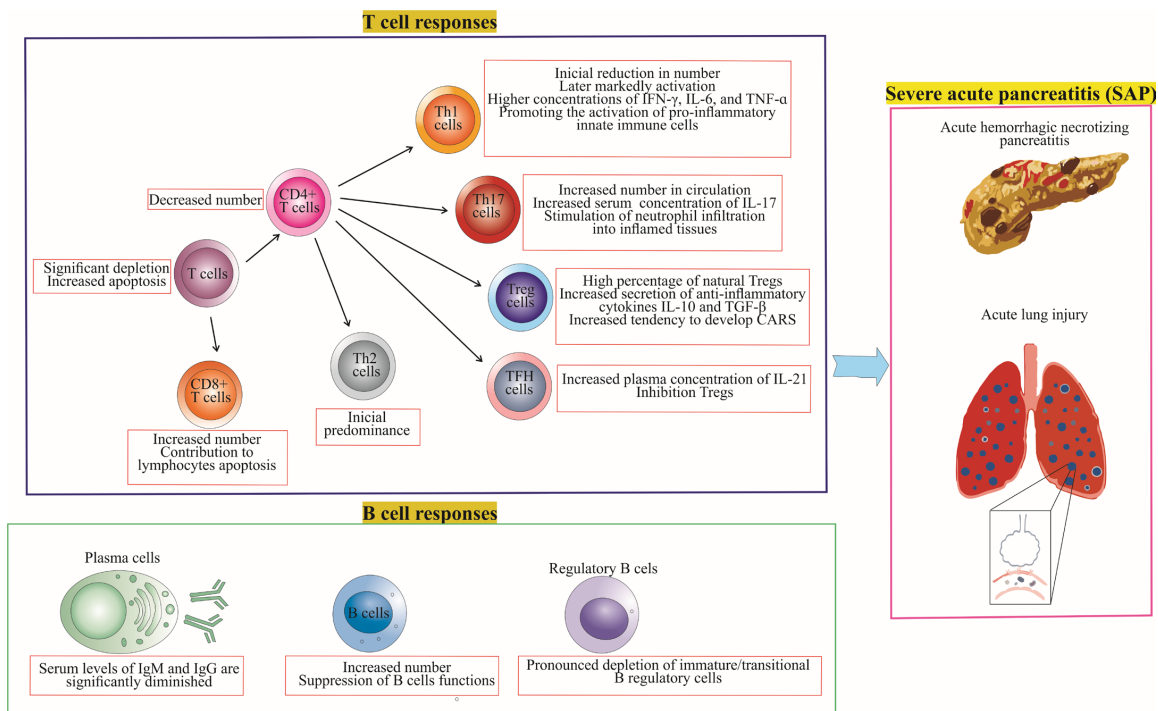 T cell responses
Inicial reduction in number
Later markedly activation
Higher concentrations of IFN-γ, IL-6, and TNF-α
Promoting the activation of pro-inflammatory
innate immune cells
Th1
cells
Decreased number
CD4+
T cells
Th17
cells
Increased number in circulation
Increased serum concentration of IL-17
Stimulation of neutrophil infiltration
into inflamed tissues
Significant depletion
Increased apoptosis
T cells
Treg
cells
High percentage of natural Tregs
Increased secretion of anti-inflammatory
cytokines IL-10 and TGF-β
Increased tendency to develop CARS
CD8+
T cells
Increased number
Contribution to
lymphocytes apoptosis
Th2
cells
Inicial
predominance
TFH
cells
Increased plasma concentration of IL-21
Inhibition Tregs
Severe acute pancreatitis (SAP)
Acute hemorrhagic necrotizing
pancreatitis
Acute lung injury
B cell responses
Plasma cells
Serum levels of IgM and IgG are
significantly diminished
B cells
Increased number
Suppression of B cells functions
Regulatory B cels
Pronounced depletion of immature/transitional
B regulatory cells